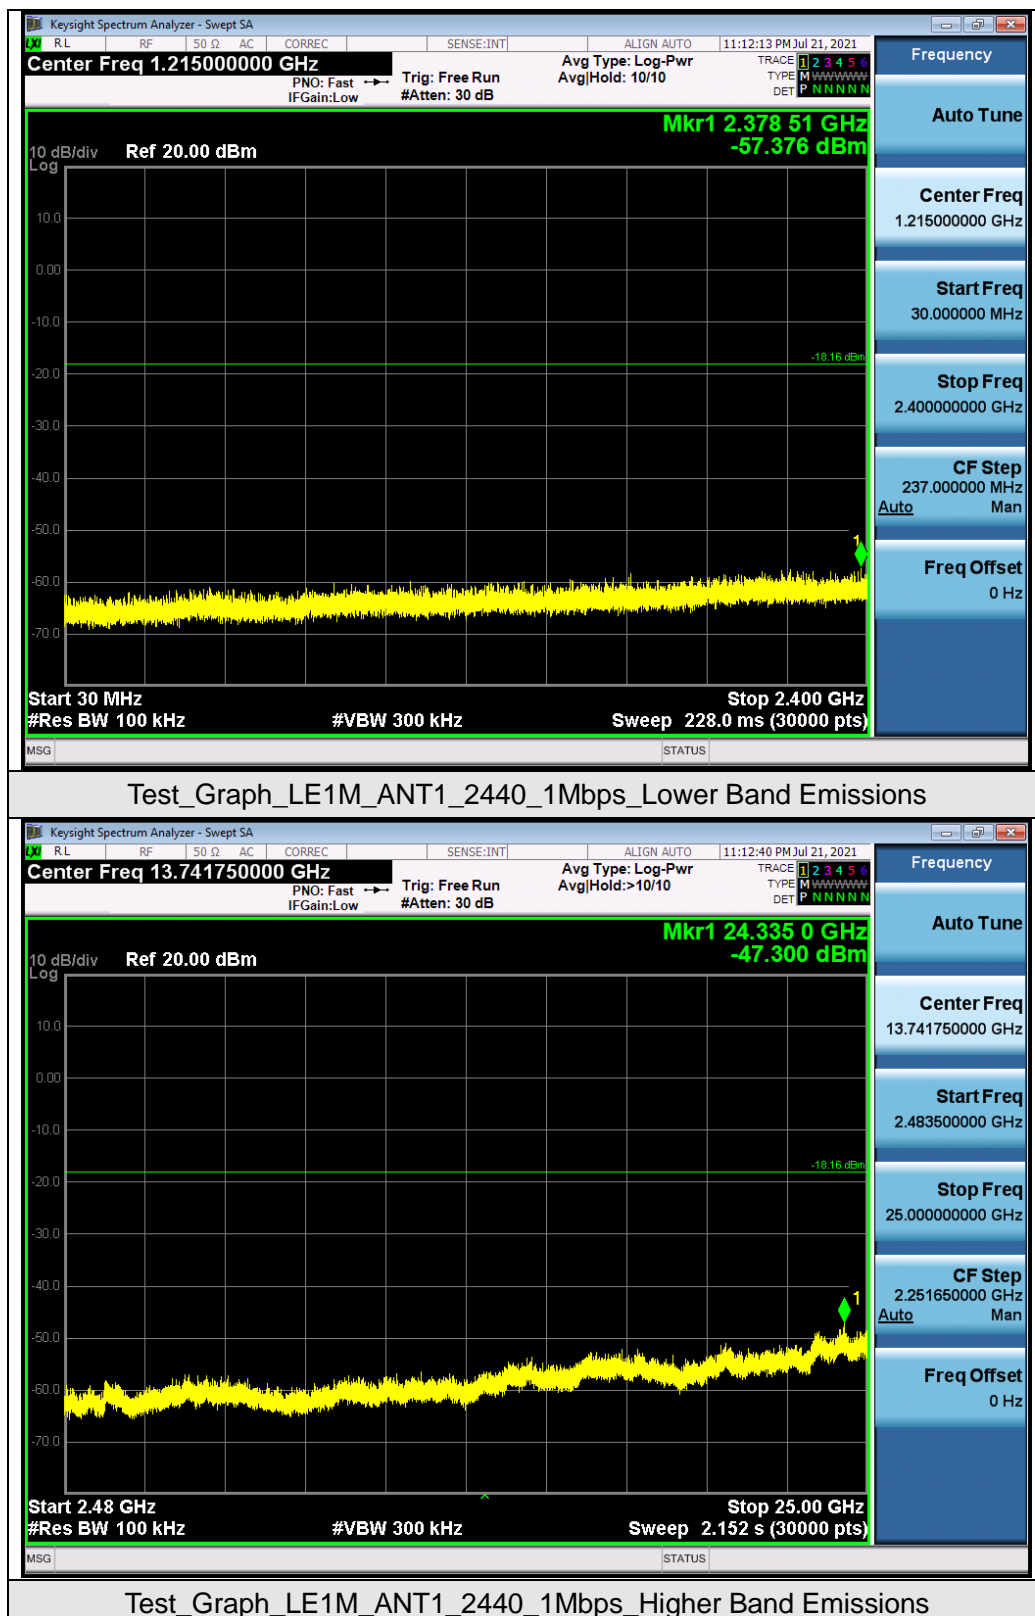 Keysight Spectrum Analyzer - Swept SA
LXI RL RF 50 Ω AC CORREC SENSE:INT ALIGN AUTO 11:12:13 PM Jul 21, 2021
Center Freq 1.215000000 GHz
PNO: Fast
IFGain:Low
Trig: Free Run
#Atten: 30 dB
Avg Type: Log-Pwr
Avg|Hold: 10/10
TRACE 1 2 3 4 5 6
TYPE M WWWWW
DET P N N N N N
Mkr1 2.378 51 GHz
-57.376 dBm
10 dB/div Ref 20.00 dBm
Log
10.0
0.00
-10.0
-18.16 dBm
-20.0
-30.0
-40.0
-50.0
1
-60.0
-70.0
Start 30 MHz Stop 2.400 GHz
#Res BW 100 kHz #VBW 300 kHz Sweep 228.0 ms (30000 pts)
MSG STATUS
Frequency
Auto Tune
Center Freq
1.215000000 GHz
Start Freq
30.000000 MHz
Stop Freq
2.400000000 GHz
CF Step
237.000000 MHz
Auto Man
Freq Offset
0 Hz
Test_Graph_LE1M_ANT1_2440_1Mbps_Lower Band Emissions
Keysight Spectrum Analyzer - Swept SA
LXI RL RF 50 Ω AC CORREC SENSE:INT ALIGN AUTO 11:12:40 PM Jul 21, 2021
Center Freq 13.741750000 GHz
PNO: Fast
IFGain:Low
Trig: Free Run
#Atten: 30 dB
Avg Type: Log-Pwr
Avg|Hold:>10/10
TRACE 1 2 3 4 5 6
TYPE M WWWWW
DET P N N N N N
Mkr1 24.335 0 GHz
-47.300 dBm
10 dB/div Ref 20.00 dBm
Log
10.0
0.00
-10.0
-18.16 dBm
-20.0
-30.0
-40.0
1
-50.0
-60.0
-70.0
Start 2.48 GHz Stop 25.00 GHz
#Res BW 100 kHz #VBW 300 kHz Sweep 2.152 s (30000 pts)
MSG STATUS
Frequency
Auto Tune
Center Freq
13.741750000 GHz
Start Freq
2.483500000 GHz
Stop Freq
25.000000000 GHz
CF Step
2.251650000 GHz
Auto Man
Freq Offset
0 Hz
Test_Graph_LE1M_ANT1_2440_1Mbps_Higher Band Emissions